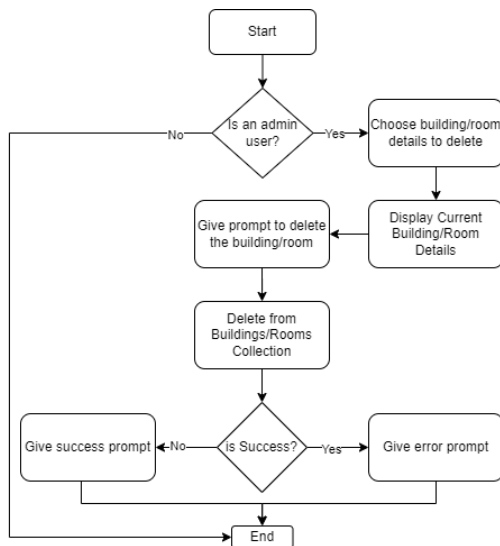 Start
Is an admin
user?
No
Yes
Choose building/room
details to delete
Give prompt to delete
the building/room
Display Current
Building/Room
Details
Delete from
Buildings/Rooms
Collection
is Success?
No
Yes
Give success prompt
Give error prompt
End